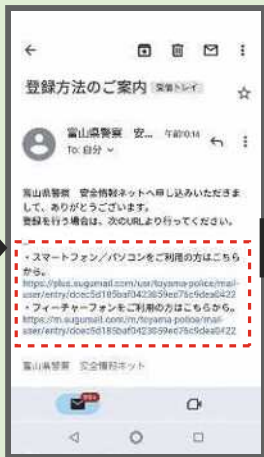 登録方法のご案内 受信トレイ
富山県警察 安... 午前10:14
To: 自分
富山県警察 安全情報ネットへ申し込みいただきま
して、ありがとうございます。
登録を行う場合は、次のURLより行ってください。
・スマートフォン/パソコンをご利用の方はこちら
から。
https://plus.sugumail.com/usr/toyama-police/mail-
・フィーチャーフォンをご利用の方はこちらから。
https://m.sugumail.com/m/toyama-police/mail-
富山県警察 安全情報ネット